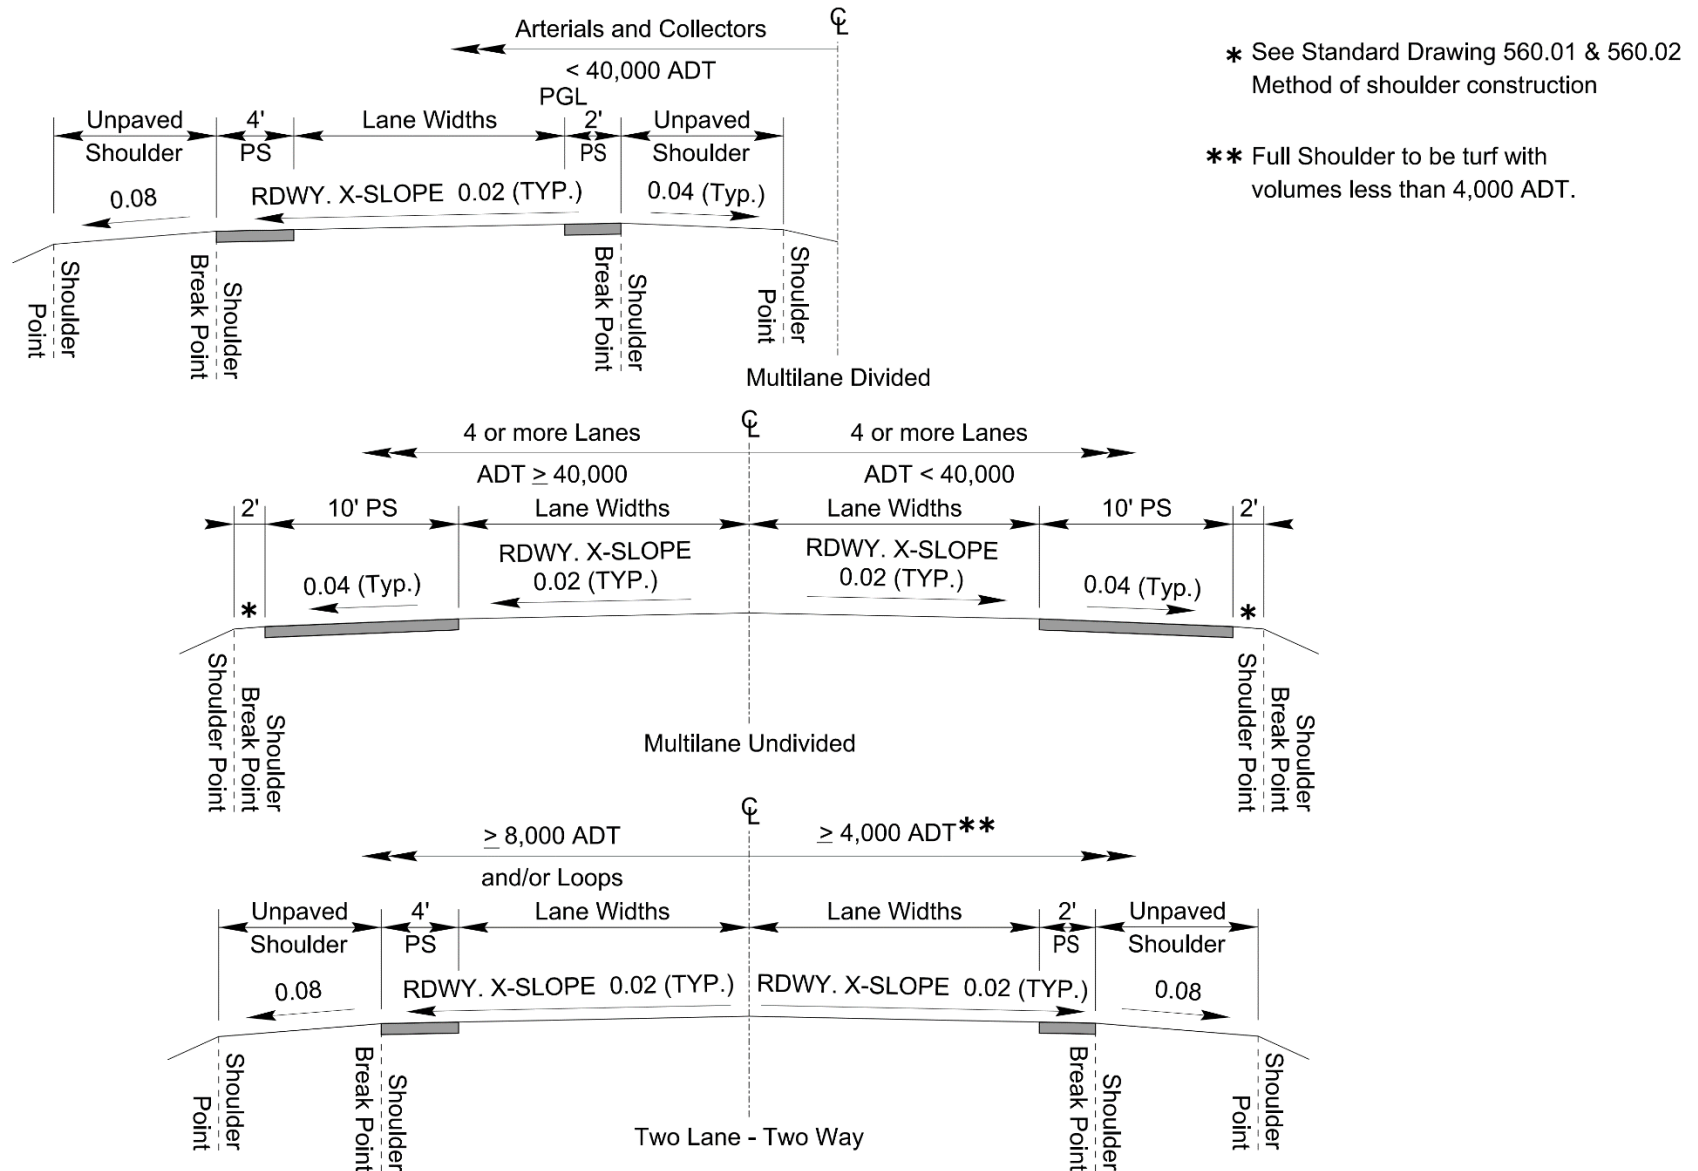 ℄
Arterials and Collectors
< 40,000 ADT
PGL
Unpaved
Shoulder
4'
PS
Lane Widths
2'
PS
Unpaved
Shoulder
0.08
RDWY. X-SLOPE 0.02 (TYP.)
0.04 (Typ.)
Shoulder
Point
Shoulder
Break Point
Shoulder
Break Point
Shoulder
Point
Multilane Divided
* See Standard Drawing 560.01 & 560.02
Method of shoulder construction
** Full Shoulder to be turf with
volumes less than 4,000 ADT.
℄
4 or more Lanes
ADT ≥ 40,000
4 or more Lanes
ADT < 40,000
2'
10' PS
Lane Widths
Lane Widths
10' PS
2'
*
0.04 (Typ.)
RDWY. X-SLOPE
0.02 (TYP.)
RDWY. X-SLOPE
0.02 (TYP.)
0.04 (Typ.)
*
Shoulder Point
Shoulder
Break Point
Shoulder Point
Shoulder
Break Point
Multilane Undivided
℄
≥ 8,000 ADT
and/or Loops
≥ 4,000 ADT**
Unpaved
Shoulder
4'
PS
Lane Widths
Lane Widths
2'
PS
Unpaved
Shoulder
0.08
RDWY. X-SLOPE 0.02 (TYP.)
RDWY. X-SLOPE 0.02 (TYP.)
0.08
Shoulder
Point
Shoulder
Break Point
Shoulder
Break Point
Shoulder
Point
Two Lane - Two Way